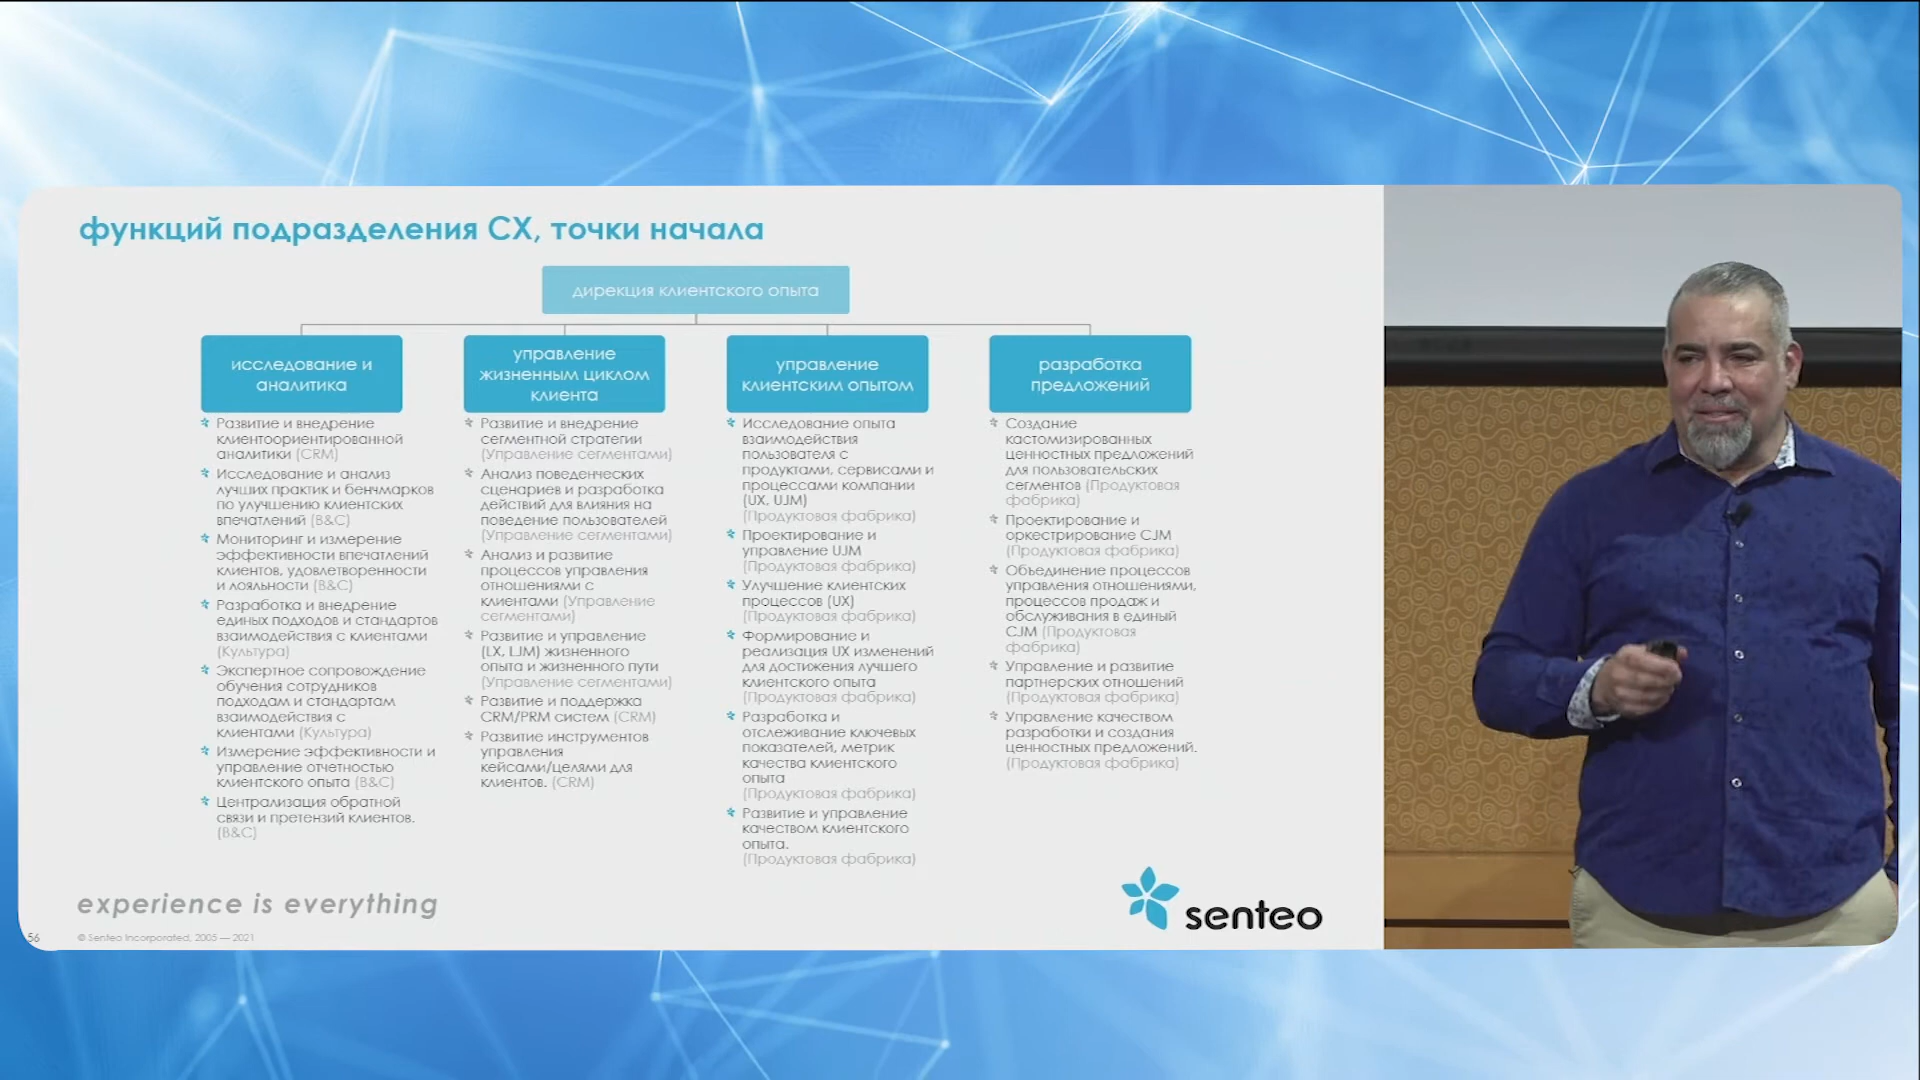 функций подразделения CX, точки начала
дирекция клиентского опыта
исследование и
аналитика
Развитие и внедрение
клиентоориентированной
аналитики (CRM)
Исследование и анализ
лучших практик и бенчмарков
по улучшению клиентских
впечатлений (B&C)
Мониторинг и измерение
эффективности впечатлений
клиентов, удовлетворенности
и лояльности (B&C)
Разработка и внедрение
единых подходов и стандартов
взаимодействия с клиентами
(Культура)
Экспертное сопровождение
обучения сотрудников
подходам и стандартам
взаимодействия с
клиентами (Культура)
Измерение эффективности и
управление отчетностью
клиентского опыта (B&C)
Централизация обратной
связи и претензий клиентов.
(B&C)
управление
жизненным циклом
клиента
Развитие и внедрение
сегментной стратегии
(Управление сегментами)
Анализ поведенческих
сценариев и разработка
действий для влияния на
поведение пользователей
(Управление сегментами)
Анализ и развитие
процессов управления
отношениями с
клиентами (Управление
сегментами)
Развитие и управление
(LX, LJM) жизненного
опыта и жизненного пути
(Управление сегментами)
Развитие и поддержка
CRM/PRM систем (CRM)
Развитие инструментов
управления
кейсами/целями для
клиентов. (CRM)
управление
клиентским опытом
Исследование опыта
взаимодействия
пользователя с
продуктами, сервисами и
процессами компании
(UX, UJM)
(Продуктовая фабрика)
Проектирование и
управление UJM
(Продуктовая фабрика)
Улучшение клиентских
процессов (UX)
(Продуктовая фабрика)
Формирование и
реализация UX изменений
для достижения лучшего
клиентского опыта
(Продуктовая фабрика)
Разработка и
отслеживание ключевых
показателей, метрик
качества клиентского
опыта
(Продуктовая фабрика)
Развитие и управление
качеством клиентского
опыта.
(Продуктовая фабрика)
разработка
предложений
Создание
кастомизированных
ценностных предложений
для пользовательских
сегментов (Продуктовая
фабрика)
Проектирование и
оркестрирование CJM
(Продуктовая фабрика)
Объединение процессов
управления отношениями,
процессов продаж и
обслуживания в единый
CJM (Продуктовая
фабрика)
Управление и развитие
партнерских отношений
(Продуктовая фабрика)
Управление качеством
разработки и создания
ценностных предложений.
(Продуктовая фабрика)
experience is everything
senteo
56
© Senteo Incorporated, 2005 — 2021